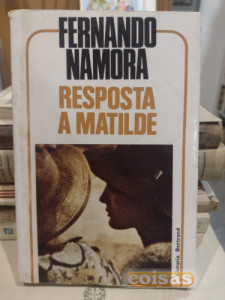 FERNANDO
NAMORA
RESPOSTA
A MATILDE
Livraria Bertrand
coisas